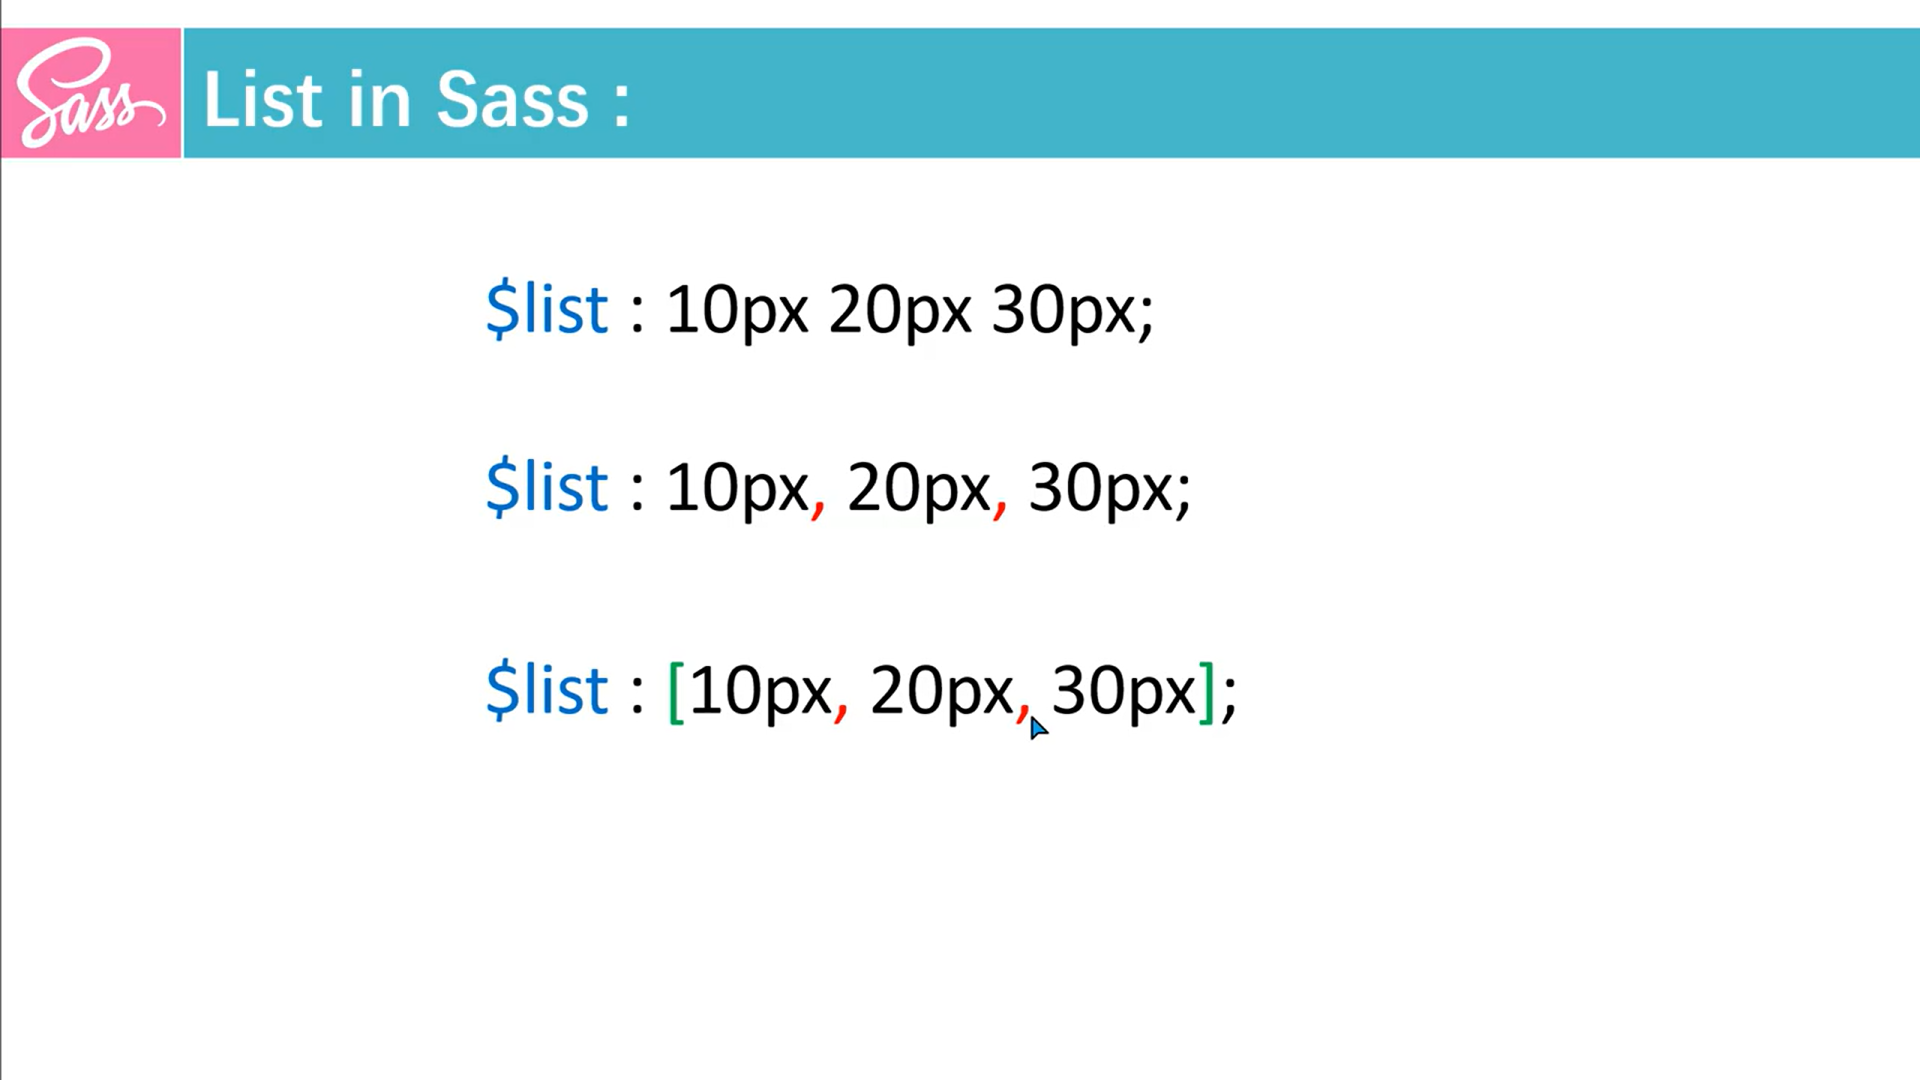 Sass
List in Sass :
$list : 10px 20px 30px;
$list : 10px, 20px, 30px;
$list : [10px, 20px, 30px];